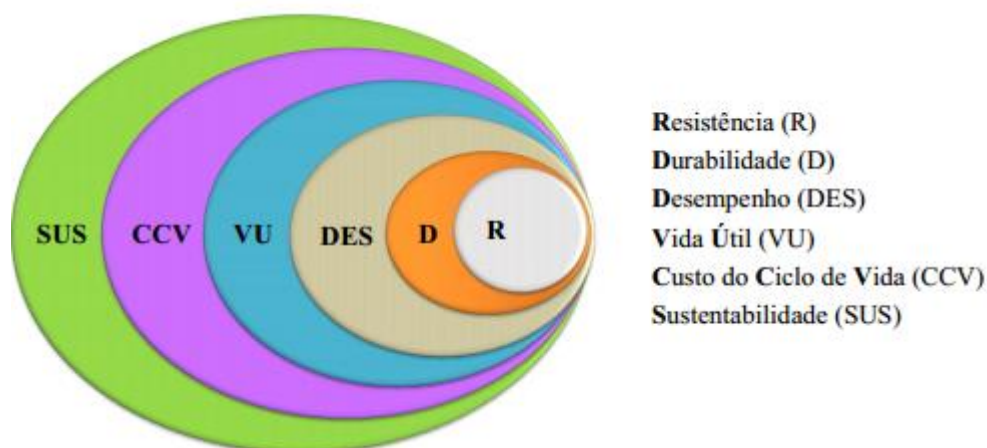 SUS CCV VU DES D R
Resistência (R)
Durabilidade (D)
Desempenho (DES)
Vida Útil (VU)
Custo do Ciclo de Vida (CCV)
Sustentabilidade (SUS)